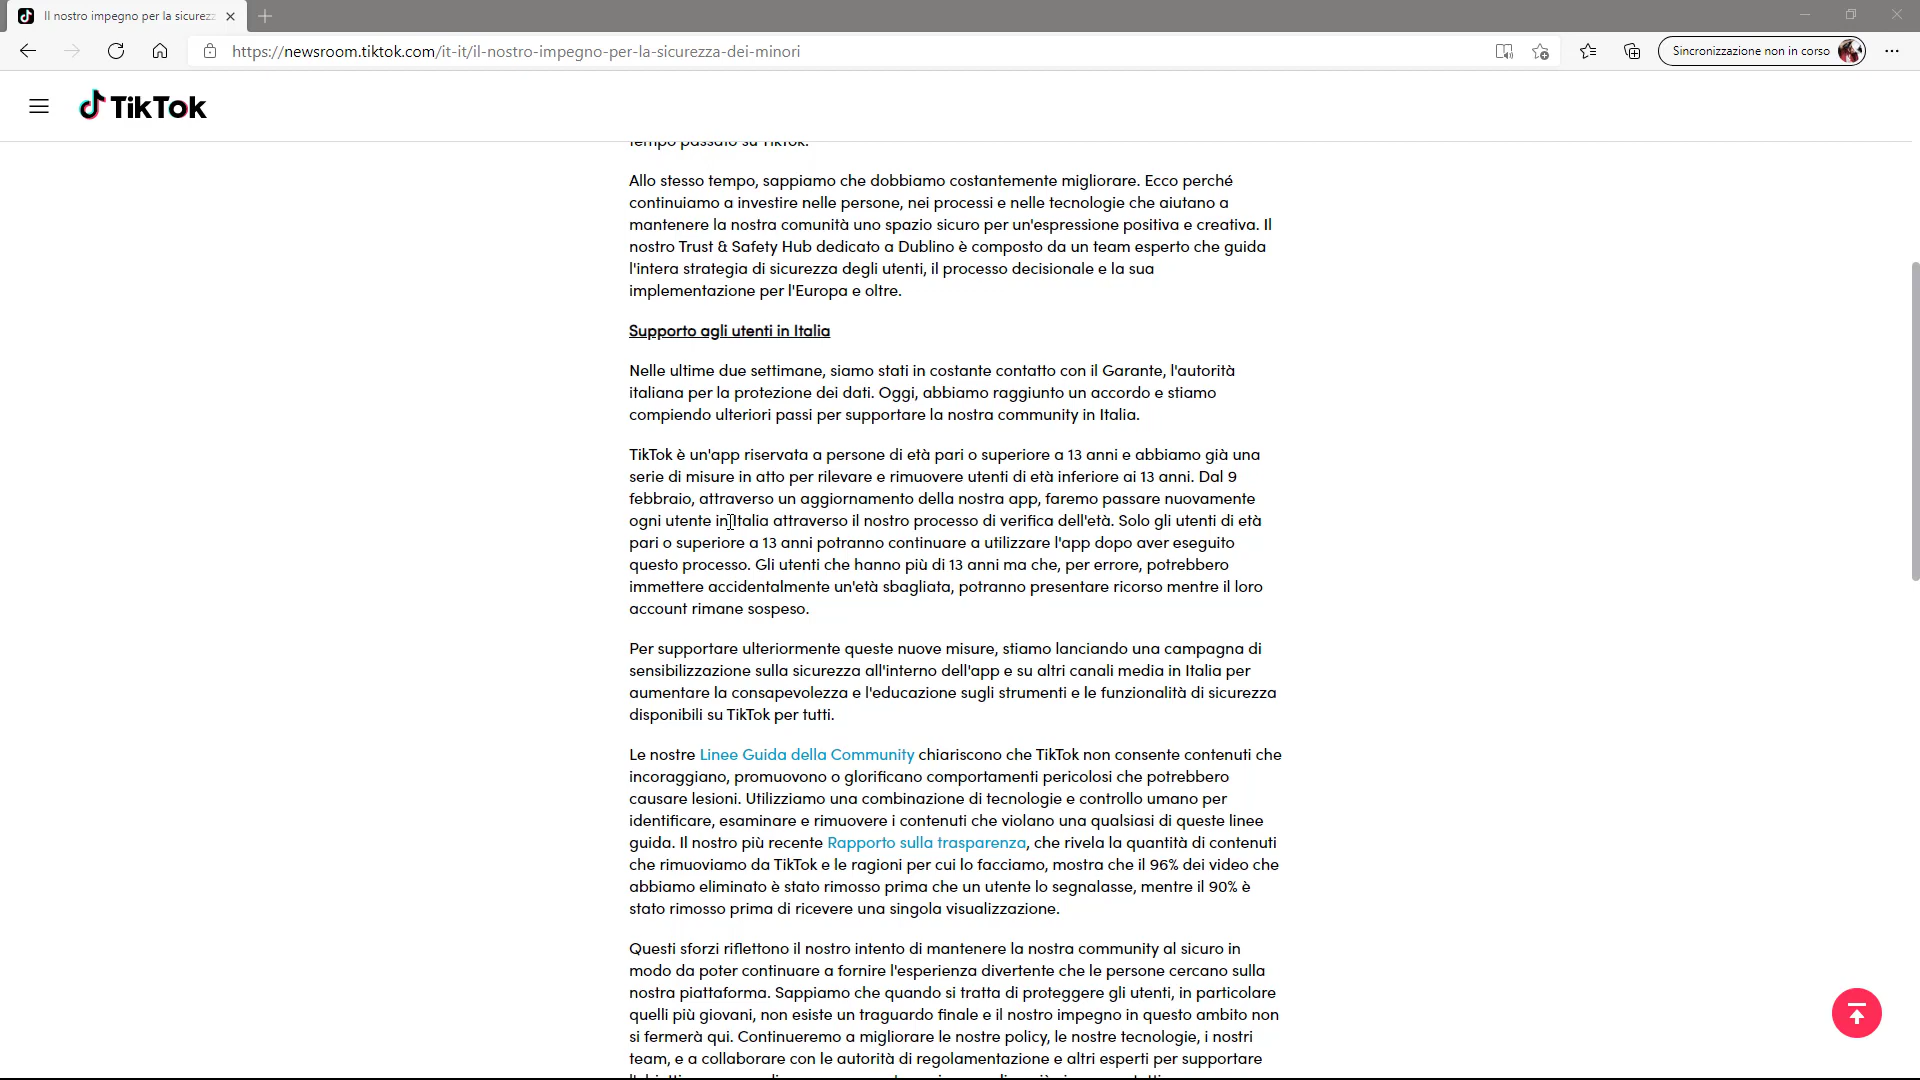 Il nostro impegno per la sicurezz
https://newsroom.tiktok.com/it-it/il-nostro-impegno-per-la-sicurezza-dei-minori
Sincronizzazione non in corso
TikTok
tempo passato su TikTok.
Allo stesso tempo, sappiamo che dobbiamo costantemente migliorare. Ecco perché
continuiamo a investire nelle persone, nei processi e nelle tecnologie che aiutano a
mantenere la nostra comunità uno spazio sicuro per un'espressione positiva e creativa. Il
nostro Trust & Safety Hub dedicato a Dublino è composto da un team esperto che guida
l'intera strategia di sicurezza degli utenti, il processo decisionale e la sua
implementazione per l'Europa e oltre.
Supporto agli utenti in Italia
Nelle ultime due settimane, siamo stati in costante contatto con il Garante, l'autorità
italiana per la protezione dei dati. Oggi, abbiamo raggiunto un accordo e stiamo
compiendo ulteriori passi per supportare la nostra community in Italia.
TikTok è un'app riservata a persone di età pari o superiore a 13 anni e abbiamo già una
serie di misure in atto per rilevare e rimuovere utenti di età inferiore ai 13 anni. Dal 9
febbraio, attraverso un aggiornamento della nostra app, faremo passare nuovamente
ogni utente in Italia attraverso il nostro processo di verifica dell'età. Solo gli utenti di età
pari o superiore a 13 anni potranno continuare a utilizzare l'app dopo aver eseguito
questo processo. Gli utenti che hanno più di 13 anni ma che, per errore, potrebbero
immettere accidentalmente un'età sbagliata, potranno presentare ricorso mentre il loro
account rimane sospeso.
Per supportare ulteriormente queste nuove misure, stiamo lanciando una campagna di
sensibilizzazione sulla sicurezza all'interno dell'app e su altri canali media in Italia per
aumentare la consapevolezza e l'educazione sugli strumenti e le funzionalità di sicurezza
disponibili su TikTok per tutti.
Le nostre Linee Guida della Community chiariscono che TikTok non consente contenuti che
incoraggiano, promuovono o glorificano comportamenti pericolosi che potrebbero
causare lesioni. Utilizziamo una combinazione di tecnologie e controllo umano per
identificare, esaminare e rimuovere i contenuti che violano una qualsiasi di queste linee
guida. Il nostro più recente Rapporto sulla trasparenza, che rivela la quantità di contenuti
che rimuoviamo da TikTok e le ragioni per cui lo facciamo, mostra che il 96% dei video che
abbiamo eliminato è stato rimosso prima che un utente lo segnalasse, mentre il 90% è
stato rimosso prima di ricevere una singola visualizzazione.
Questi sforzi riflettono il nostro intento di mantenere la nostra community al sicuro in
modo da poter continuare a fornire l'esperienza divertente che le persone cercano sulla
nostra piattaforma. Sappiamo che quando si tratta di proteggere gli utenti, in particolare
quelli più giovani, non esiste un traguardo finale e il nostro impegno in questo ambito non
si fermerà qui. Continueremo a migliorare le nostre policy, le nostre tecnologie, i nostri
team, e a collaborare con le autorità di regolamentazione e altri esperti per supportare